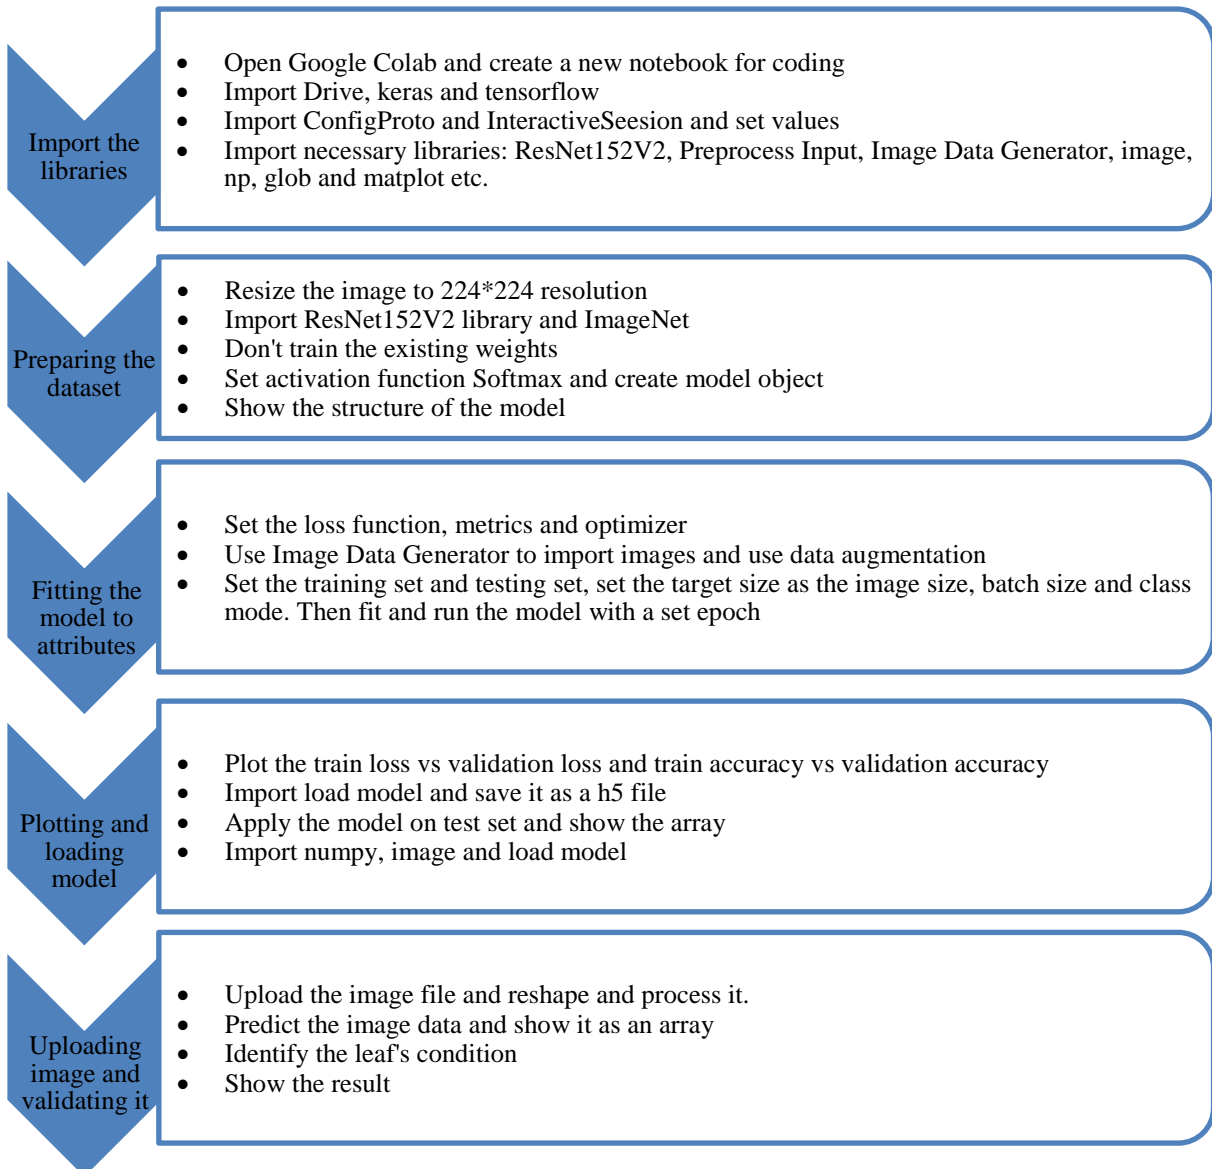 Import the
libraries
• Open Google Colab and create a new notebook for coding
• Import Drive, keras and tensorflow
• Import ConfigProto and InteractiveSeesion and set values
• Import necessary libraries: ResNet152V2, Preprocess Input, Image Data Generator, image,
np, glob and matplot etc.
Preparing the
dataset
• Resize the image to 224*224 resolution
• Import ResNet152V2 library and ImageNet
• Don't train the existing weights
• Set activation function Softmax and create model object
• Show the structure of the model
Fitting the
model to
attributes
• Set the loss function, metrics and optimizer
• Use Image Data Generator to import images and use data augmentation
• Set the training set and testing set, set the target size as the image size, batch size and class
mode. Then fit and run the model with a set epoch
Plotting and
loading
model
• Plot the train loss vs validation loss and train accuracy vs validation accuracy
• Import load model and save it as a h5 file
• Apply the model on test set and show the array
• Import numpy, image and load model
Uploading
image and
validating it
• Upload the image file and reshape and process it.
• Predict the image data and show it as an array
• Identify the leaf's condition
• Show the result